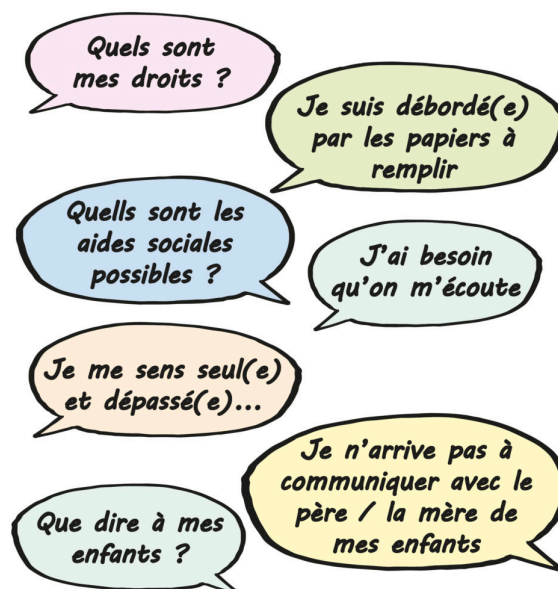 Quels sont
mes droits ?
Je suis débordé(e)
par les papiers à
remplir
Quells sont les
aides sociales
possibles ?
J'ai besoin
qu'on m'écoute
Je me sens seul(e)
et dépassé(e)...
Je n'arrive pas à
communiquer avec le
père / la mère de
mes enfants
Que dire à mes
enfants ?